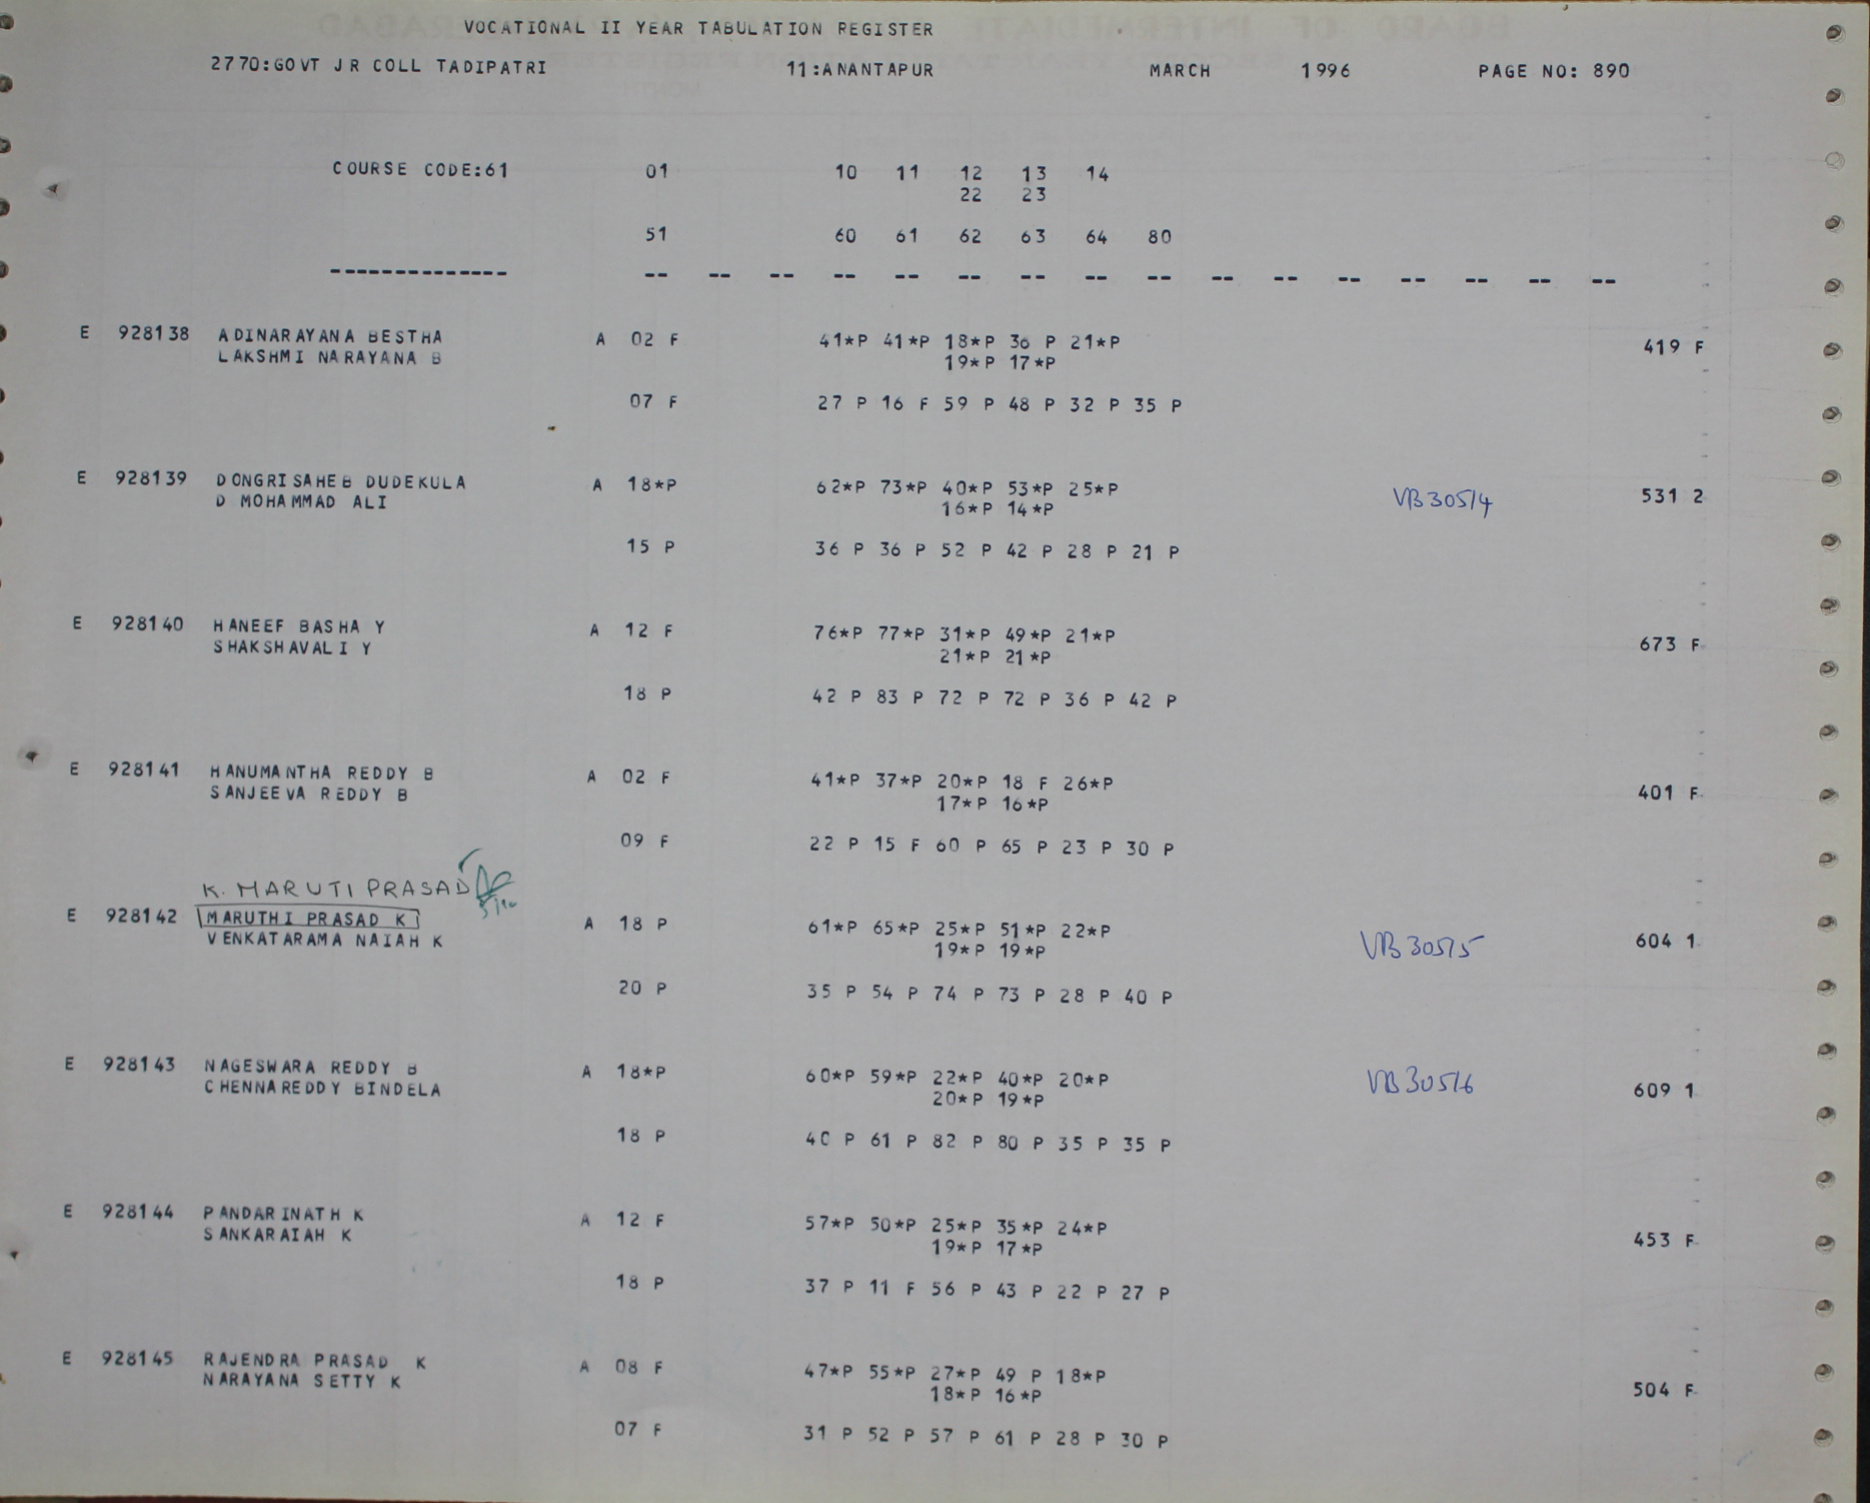 VOCATIONAL II YEAR TABULATION REGISTER
2770:GOVT JR COLL TADIPATRI 11:ANANTAPUR MARCH 1996 PAGE NO: 890
COURSE CODE:61 01 10 11 12 13 14
22 23
51 60 61 62 63 64 80
-------------- -- -- -- -- -- -- -- -- -- -- -- -- -- -- -- --
E 928138 ADINARAYANA BESTHA A 02 F 41*P 41*P 18*P 36 P 21*P 419 F
LAKSHMI NARAYANA B 19*P 17*P
07 F 27 P 16 F 59 P 48 P 32 P 35 P
E 928139 DONGRISAHEB DUDEKULA A 18*P 62*P 73*P 40*P 53*P 25*P VB30514 531 2
D MOHAMMAD ALI 16*P 14*P
15 P 36 P 36 P 52 P 42 P 28 P 21 P
E 928140 HANEEF BASHA Y A 12 F 76*P 77*P 31*P 49*P 21*P 673 F
SHAKSHAVALI Y 21*P 21*P
18 P 42 P 83 P 72 P 72 P 36 P 42 P
E 928141 HANUMANTHA REDDY B A 02 F 41*P 37*P 20*P 18 F 26*P 401 F
SANJEEVA REDDY B 17*P 16*P
09 F 22 P 15 F 60 P 65 P 23 P 30 P
K. MARUTI PRASAD
E 928142 MARUTHI PRASAD K A 18 P 61*P 65*P 25*P 51*P 22*P VB30515 604 1
VENKATARAMA NAIAH K 19*P 19*P
20 P 35 P 54 P 74 P 73 P 28 P 40 P
E 928143 NAGESWARA REDDY B A 18*P 60*P 59*P 22*P 40*P 20*P VB30516 609 1
CHENNAREDDY BINDELA 20*P 19*P
18 P 40 P 61 P 82 P 80 P 35 P 35 P
E 928144 PANDARINATH K A 12 F 57*P 50*P 25*P 35*P 24*P 453 F
SANKARAIAH K 19*P 17*P
18 P 37 P 11 F 56 P 43 P 22 P 27 P
E 928145 RAJENDRA PRASAD K A 08 F 47*P 55*P 27*P 49 P 18*P 504 F
NARAYANA SETTY K 18*P 16*P
07 F 31 P 52 P 57 P 61 P 28 P 30 P